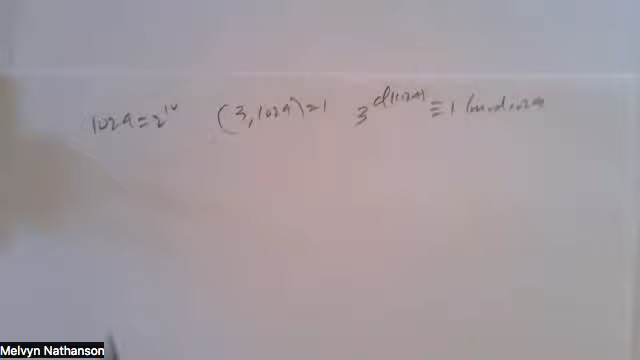 1024 = 2^10 (3, 1024) = 1 3^φ(1024) ≡ 1 (mod 1024)
Melvyn Nathanson